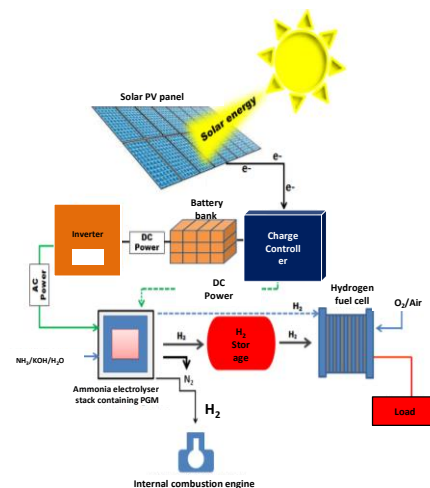 Solar PV panel
Solar energy
e-
e-
e-
Battery
bank
Inverter
DC
Power
Charge
Controll
er
AC
Power
DC
Power
Hydrogen
fuel cell
H₂
O₂/Air
H₂
H₂
Stor
age
H₂
NH₃/KOH/H₂O
N₂
Ammonia electrolyser
stack containing PGM
H₂
Load
Internal combustion engine